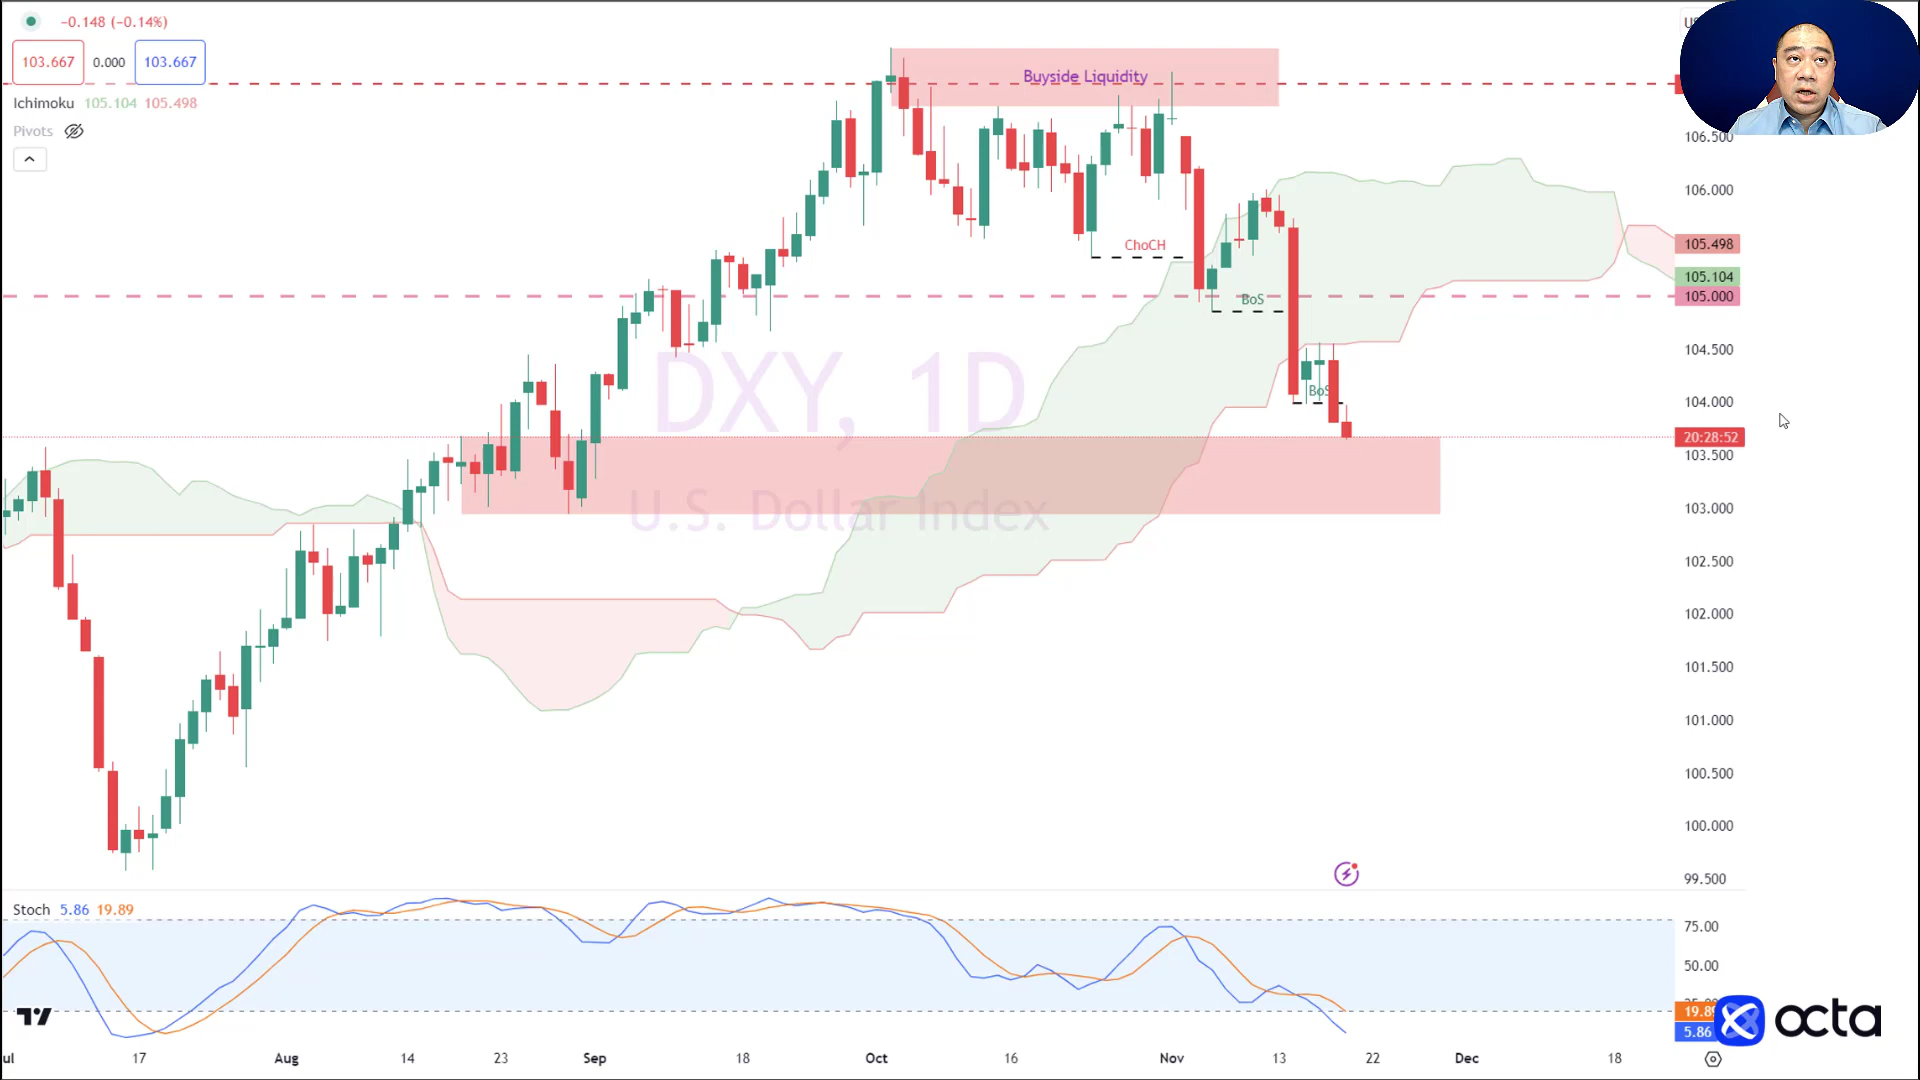 −0.148 (−0.14%)
103.667 0.000 103.667
Ichimoku 105.104 105.498
Pivots
Buyside Liquidity
ChoCH
BoS
BoS
DXY, 1D
U.S. Dollar Index
106.500
106.000
105.498
105.104
105.000
104.500
104.000
20:28:52
103.500
103.000
102.500
102.000
101.500
101.000
100.500
100.000
99.500
Stoch 5.86 19.89
75.00
50.00
19.89
5.86
octa
17 Aug 14 23 Sep 18 Oct 16 Nov 13 22 Dec 18